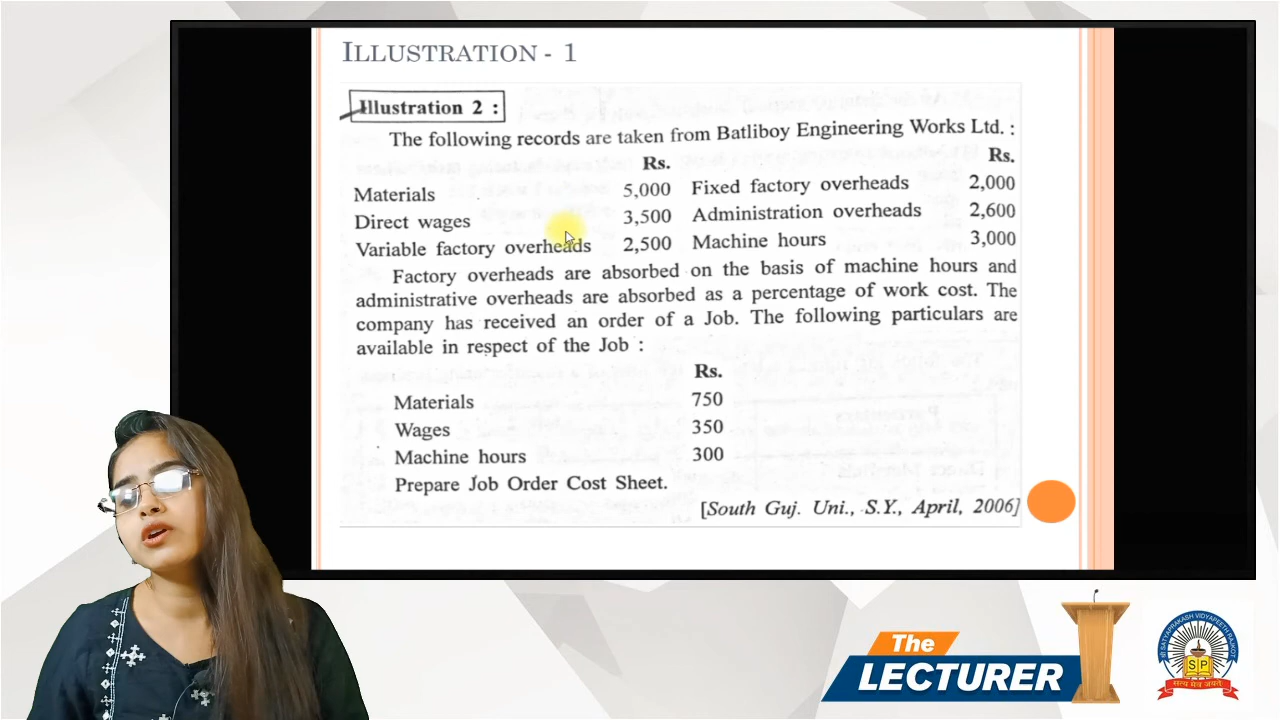 ILLUSTRATION - 1
Illustration 2 :
The following records are taken from Batliboy Engineering Works Ltd. :
Rs. Rs.
Materials 5,000 Fixed factory overheads 2,000
Direct wages 3,500 Administration overheads 2,600
Variable factory overheads 2,500 Machine hours 3,000
Factory overheads are absorbed on the basis of machine hours and
administrative overheads are absorbed as a percentage of work cost. The
company has received an order of a Job. The following particulars are
available in respect of the Job :
Rs.
Materials 750
Wages 350
Machine hours 300
Prepare Job Order Cost Sheet.
[South Guj. Uni., S.Y., April, 2006]
The
LECTURER
SP
सत्य मेव जयते